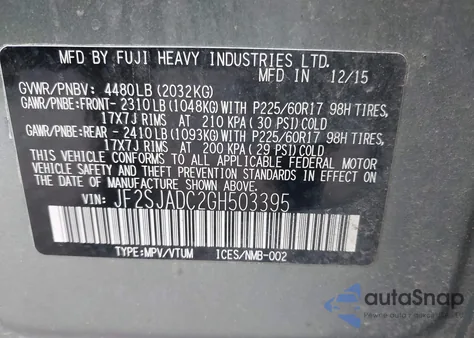 MFD BY FUJI HEAVY INDUSTRIES LTD.
IN 12/15
GVWR/PNBV: 4480LB(2032KG)
GAWR/PNBE:FRONT- 2310LB(1048KG)WITH P225/60R17 98H TIRES,
17X7J RIMS AT 210 KPA(30 PSI)COLD
GAWR/PNBE:REAR - 2410LB(1093KG)WITH P225/60R17 98H TIRES,
17X7J RIMS AT 200 KPA(29 PSI)COLD
THIS VEHICLE CONFORMS TO ALL APPLICABLE FEDERAL MOTOR
VEHICLE SAFETY AND BUMPER STANDARDS IN EFFECT ON THE
DATE OF MANUFACTURE SHOWN ABOVE.
VIN: JF2SJADC2GH503395
TYPE:MPV/VTUM ICES/NMB-002
autoSnap
Pewne auto